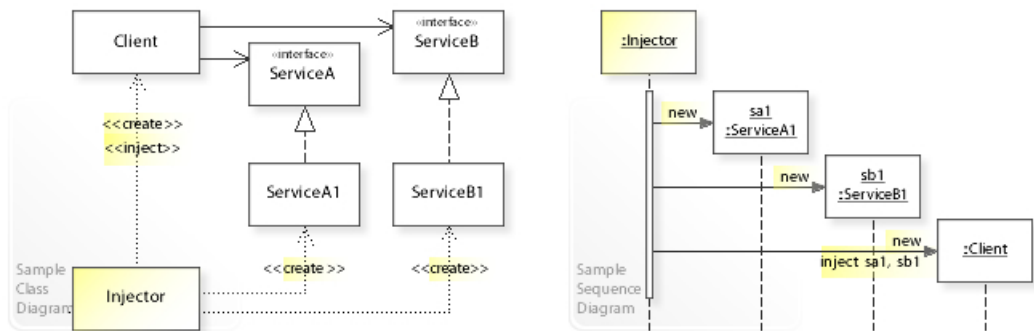 Client
«interface»
ServiceA
«interface»
ServiceB
<<create>>
<<inject>>
ServiceA1
ServiceB1
<<create >>
<<create>>
Injector
Sample
Class
Diagram
:Injector
new
sa1
:ServiceA1
new
sb1
:ServiceB1
new
inject sa1, sb1
:Client
Sample
Sequence
Diagram